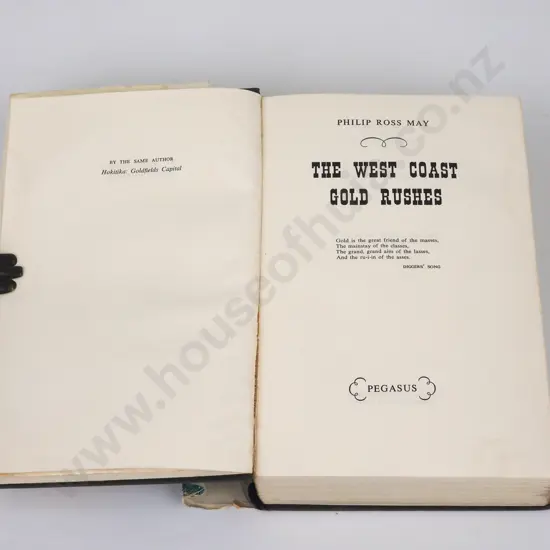 BY THE SAME AUTHOR
Hokitika: Goldfields Capital
PHILIP ROSS MAY
THE WEST COAST
GOLD RUSHES
Gold is the great friend of the masses,
The mainstay of the classes,
The grand, grand aim of the lasses,
And the ru-i-in of the asses.
DIGGERS' SONG
PEGASUS
www.houseofhuia.co.nz